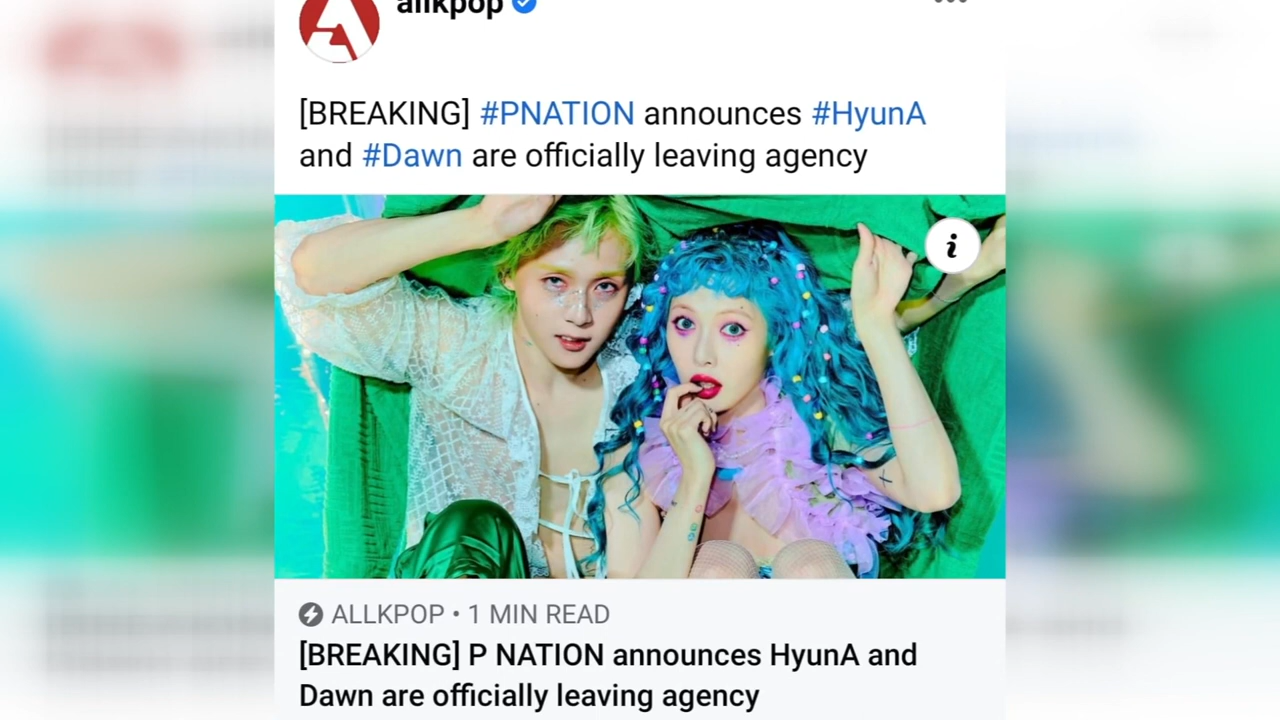 allkpop
[BREAKING] #PNATION announces #HyunA
and #Dawn are officially leaving agency
i
ALLKPOP • 1 MIN READ
[BREAKING] P NATION announces HyunA and
Dawn are officially leaving agency